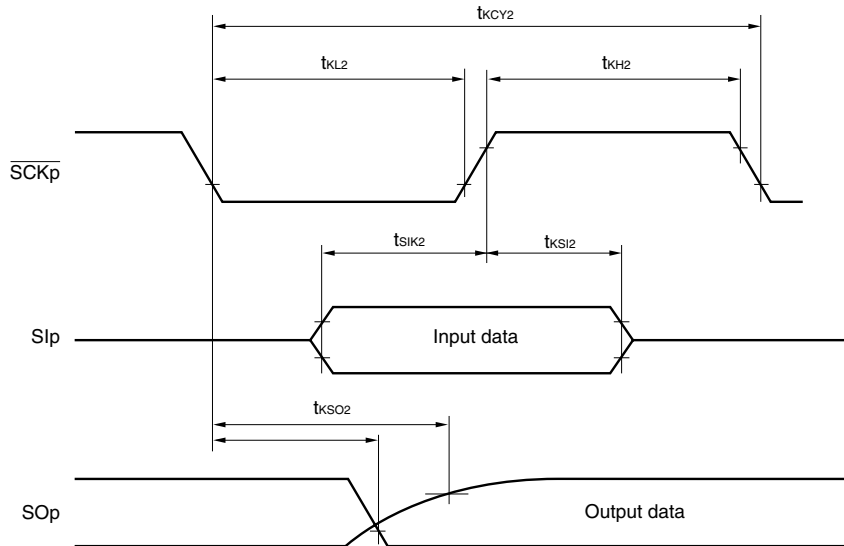 tKCY2
tKL2
tKH2
SCKp
tSIK2
tKSI2
SIp
Input data
tKSO2
SOp
Output data